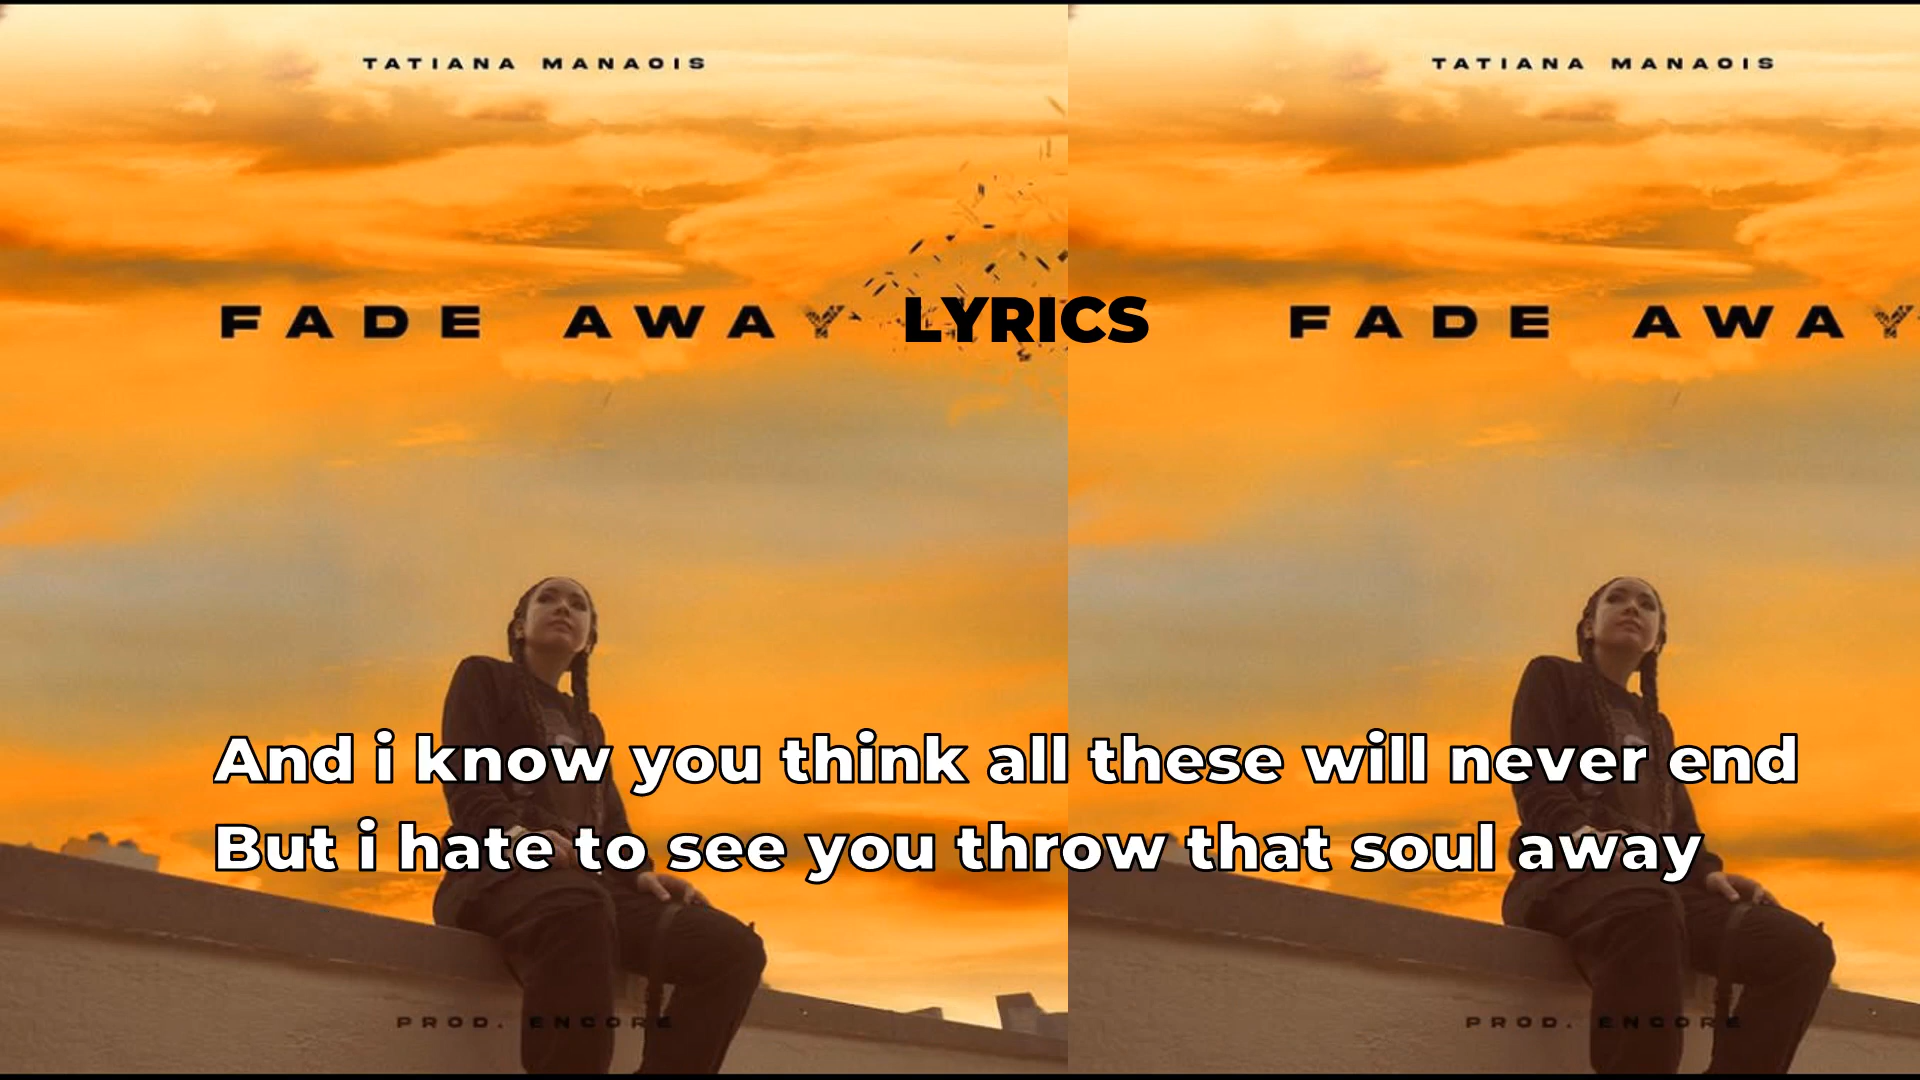 TATIANA MANAOIS
TATIANA MANAOIS
FADE AWAY LYRICS
FADE AWAY
And i know you think all these will never end
But i hate to see you throw that soul away
PROD. ENCORE
PROD. ENCORE